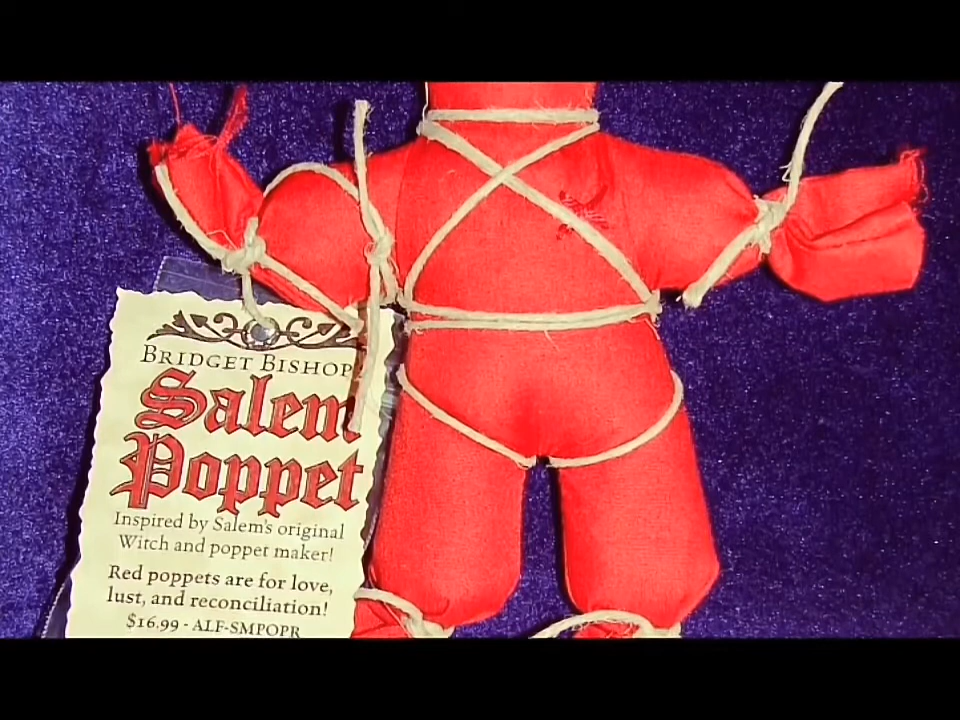 BRIDGET BISHOP
Salem
Poppet
Inspired by Salem's original
Witch and poppet maker!
Red poppets are for love,
lust, and reconciliation!
$16.99 - ALF-SMPOPR